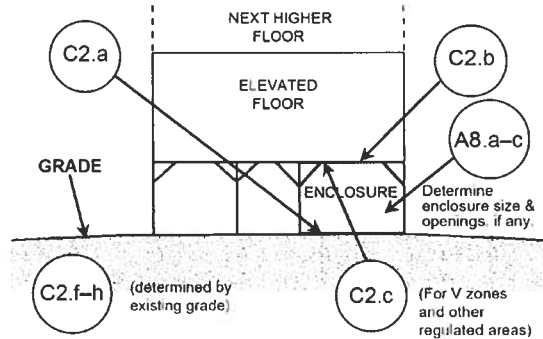 NEXT HIGHER
FLOOR
C2.a
C2.b
ELEVATED
FLOOR
A8.a–c
GRADE
ENCLOSURE
Determine
enclosure size &
openings, if any.
C2.f–h
(determined by
existing grade)
C2.c
(For V zones
and other
regulated areas)